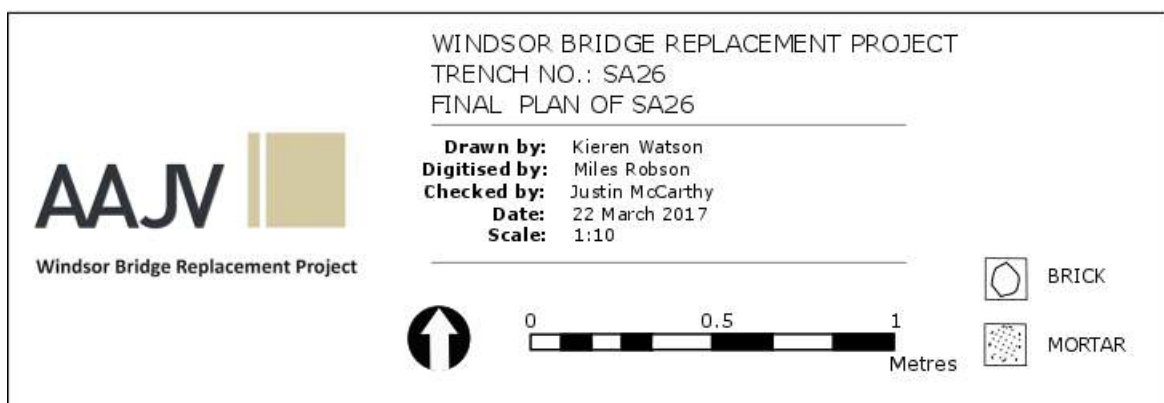 AAJV
Windsor Bridge Replacement Project
WINDSOR BRIDGE REPLACEMENT PROJECT
TRENCH NO.: SA26
FINAL PLAN OF SA26
Drawn by: Kieren Watson
Digitised by: Miles Robson
Checked by: Justin McCarthy
Date: 22 March 2017
Scale: 1:10
0 0.5 1
Metres
BRICK
MORTAR